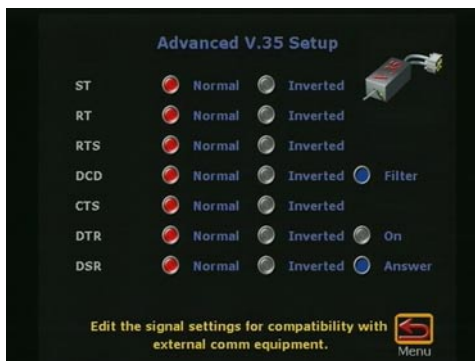 Advanced V.35 Setup
ST Normal Inverted
RT Normal Inverted
RTS Normal Inverted
DCD Normal Inverted Filter
CTS Normal Inverted
DTR Normal Inverted On
DSR Normal Inverted Answer
Edit the signal settings for compatibility with
external comm equipment.
Menu